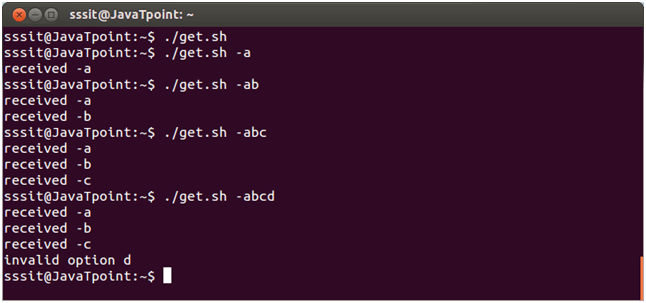 sssit@JavaTpoint: ~
sssit@JavaTpoint:~$ ./get.sh
sssit@JavaTpoint:~$ ./get.sh -a
received -a
sssit@JavaTpoint:~$ ./get.sh -ab
received -a
received -b
sssit@JavaTpoint:~$ ./get.sh -abc
received -a
received -b
received -c
sssit@JavaTpoint:~$ ./get.sh -abcd
received -a
received -b
received -c
invalid option d
sssit@JavaTpoint:~$